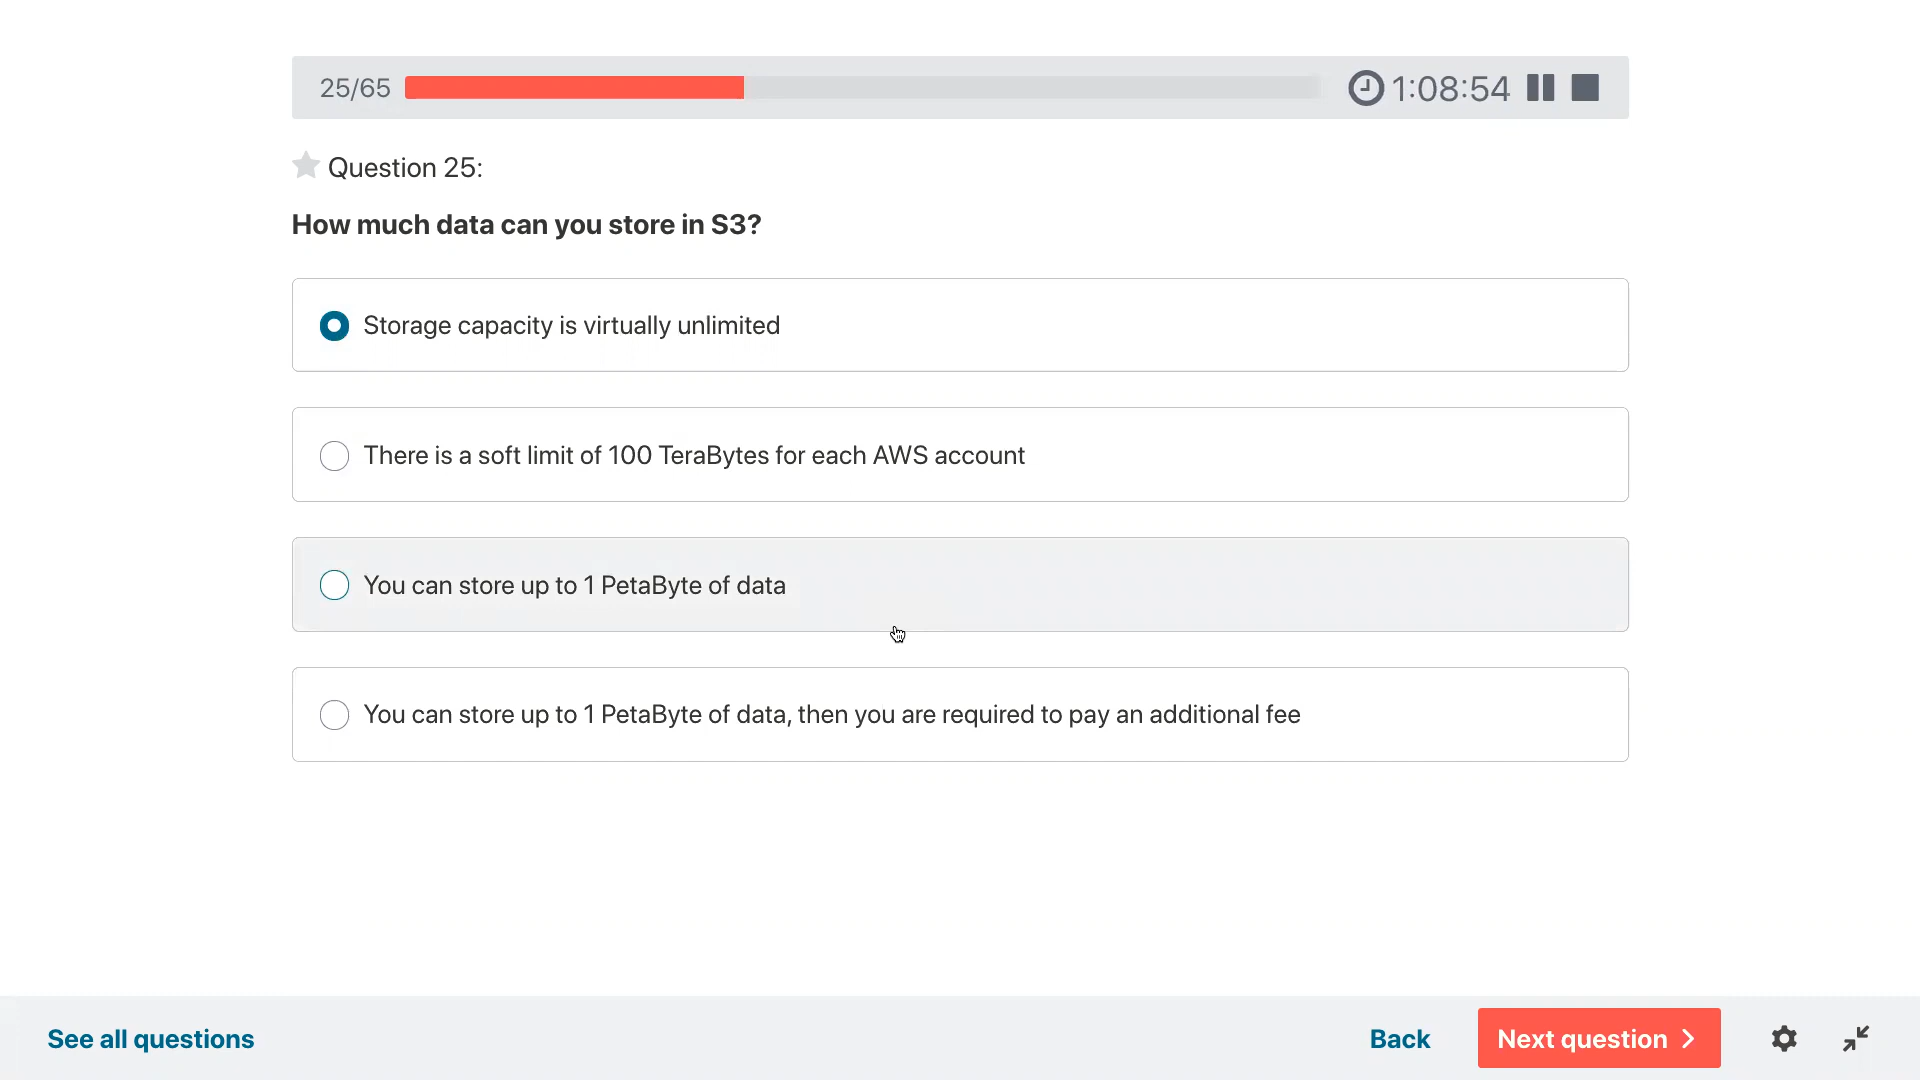 25/65
1:08:54
Question 25:
How much data can you store in S3?
Storage capacity is virtually unlimited
There is a soft limit of 100 TeraBytes for each AWS account
You can store up to 1 PetaByte of data
You can store up to 1 PetaByte of data, then you are required to pay an additional fee
See all questions
Back
Next question